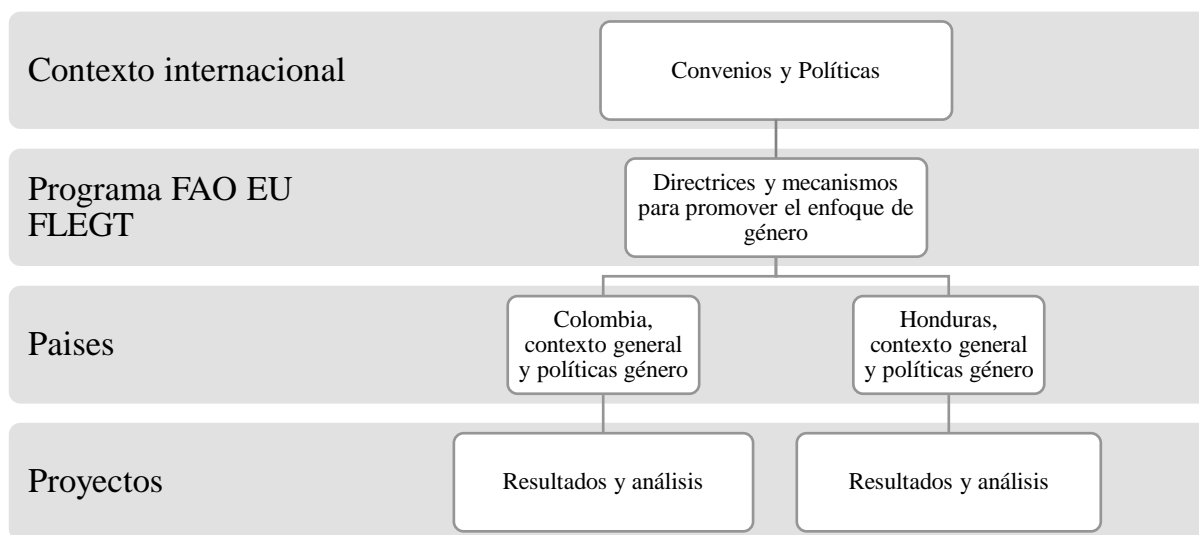 Contexto internacional
Convenios y Políticas
Programa FAO EU
FLEGT
Directrices y mecanismos
para promover el enfoque de
género
Paises
Colombia,
contexto general
y políticas género
Honduras,
contexto general
y políticas género
Proyectos
Resultados y análisis
Resultados y análisis